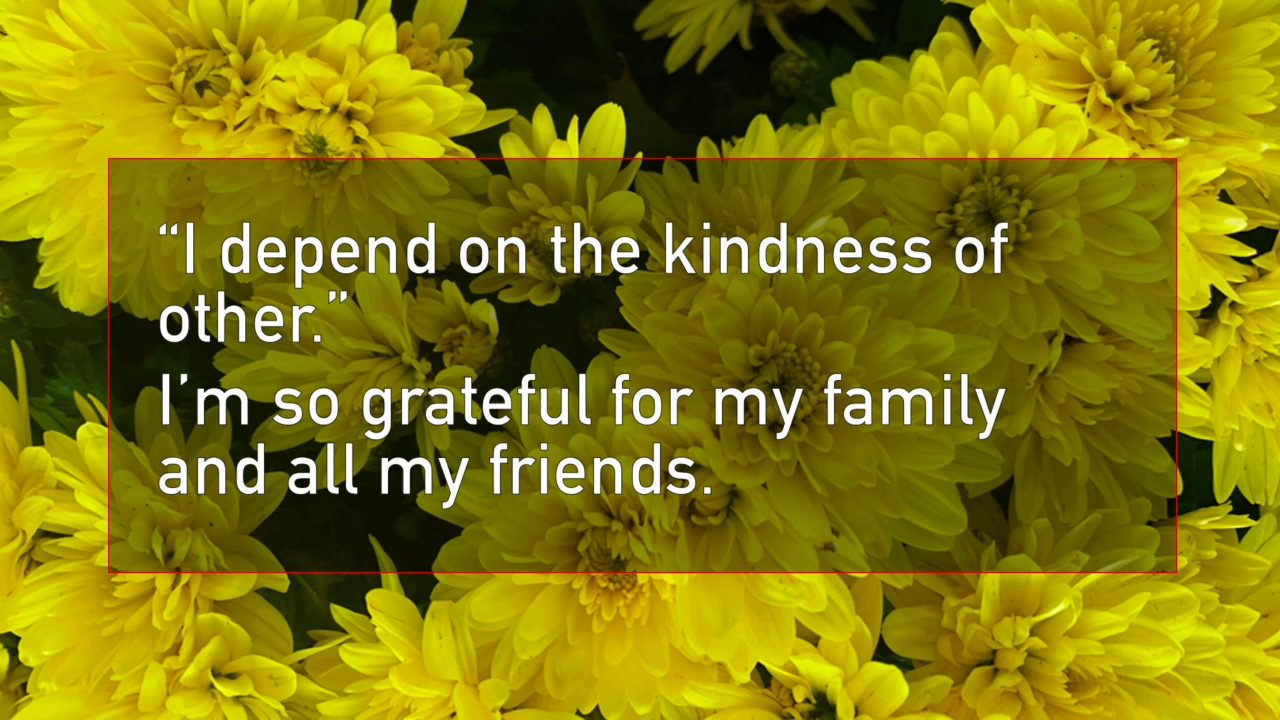 “I depend on the kindness of
other.”
I’m so grateful for my family
and all my friends.